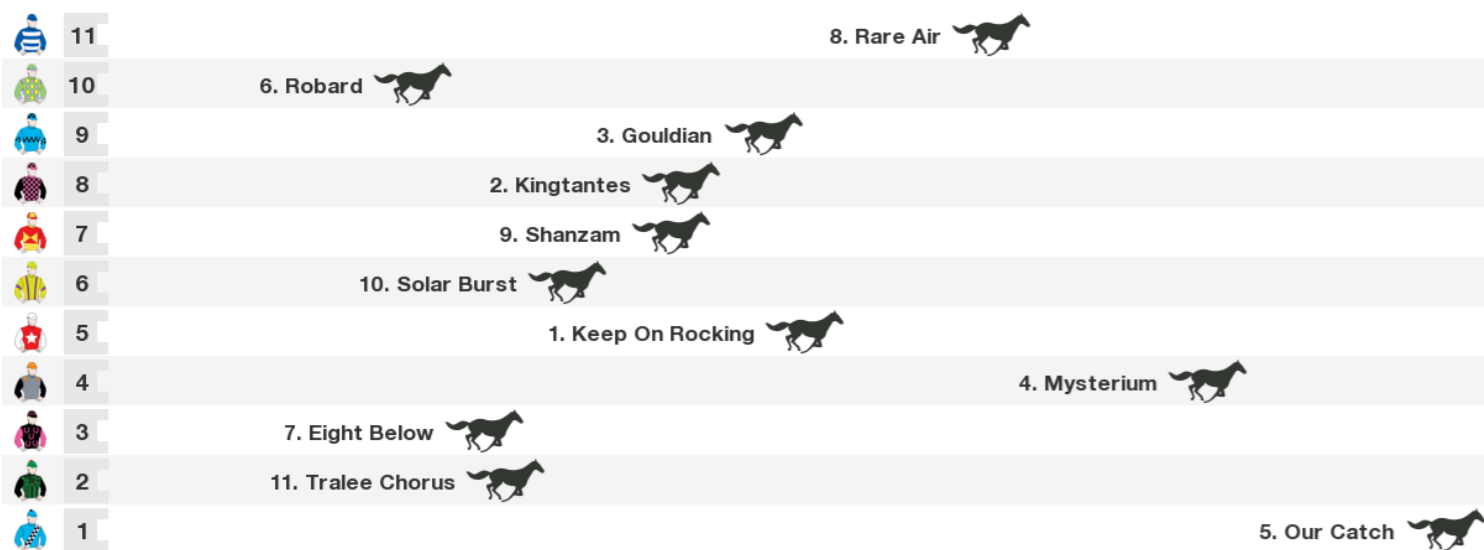 11 8. Rare Air
10 6. Robard
9 3. Gouldian
8 2. Kingtantes
7 9. Shanzam
6 10. Solar Burst
5 1. Keep On Rocking
4 4. Mysterium
3 7. Eight Below
2 11. Tralee Chorus
1 5. Our Catch